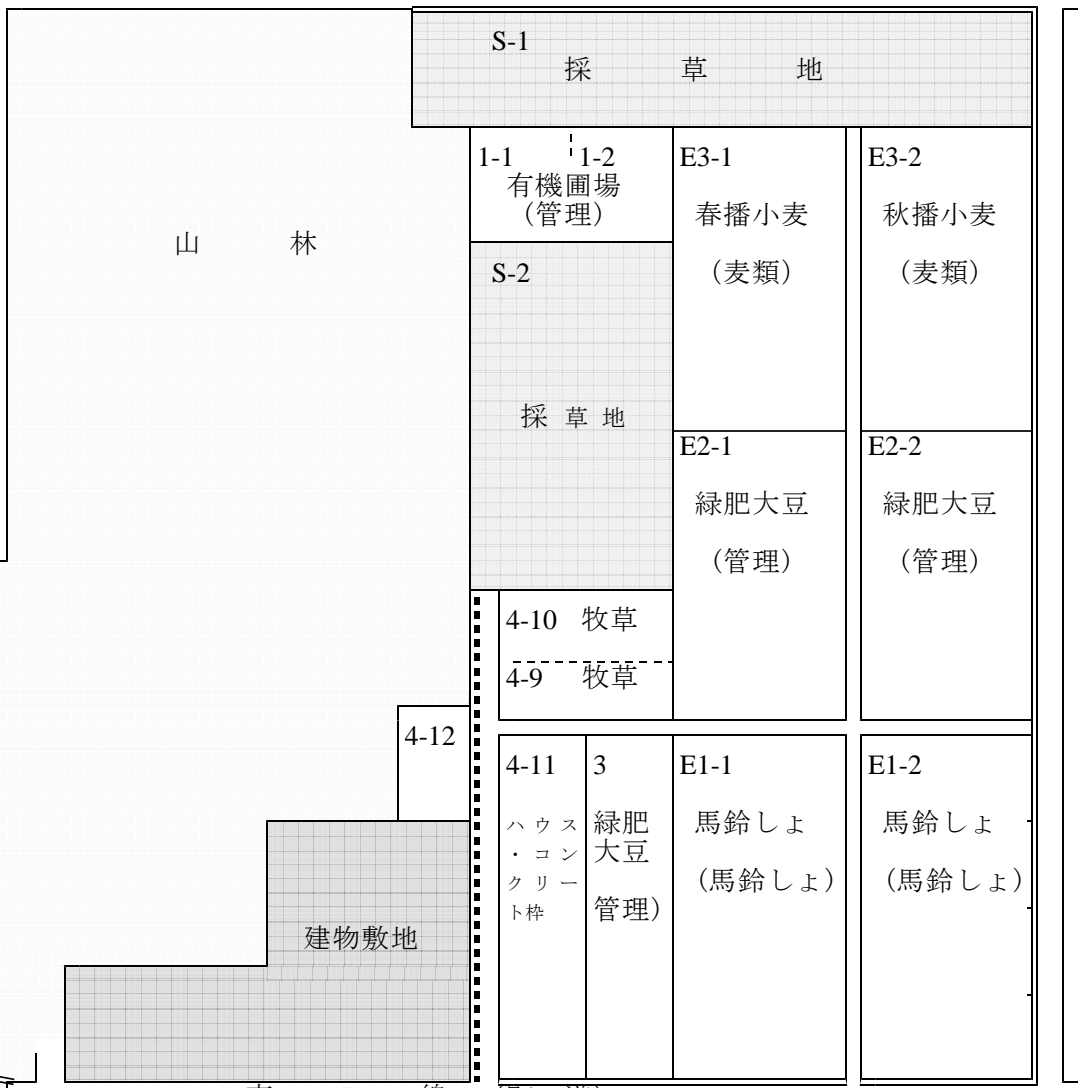 S-1
採 草 地
1-1 1-2
有機圃場
(管理)
E3-1
春播小麦
(麦類)
E3-2
秋播小麦
(麦類)
山 林
S-2
採 草 地
E2-1
緑肥大豆
(管理)
E2-2
緑肥大豆
(管理)
4-10 牧草
4-9 牧草
4-12
4-11
ハウス
・コン
クリー
ト枠
3
緑肥
大豆
管理)
E1-1
馬鈴しょ
(馬鈴しょ)
E1-2
馬鈴しょ
(馬鈴しょ)
建物敷地